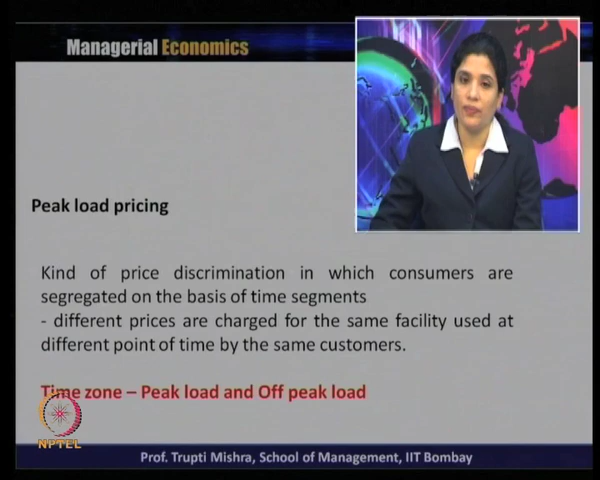 Managerial Economics
Peak load pricing
Kind of price discrimination in which consumers are
segregated on the basis of time segments
- different prices are charged for the same facility used at
different point of time by the same customers.
Time zone – Peak load and Off peak load
NPTEL
Prof. Trupti Mishra, School of Management, IIT Bombay